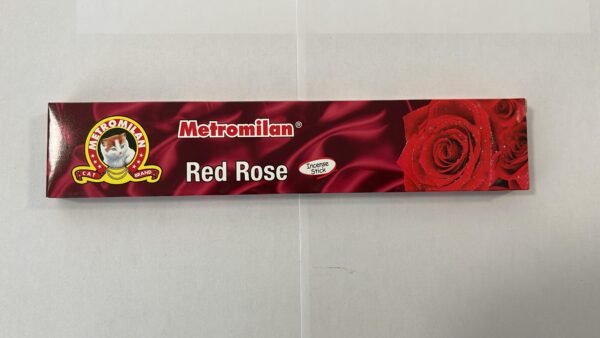 METROMILAN
CAT BRAND
Metromilan®
Red Rose
Incense
Stick